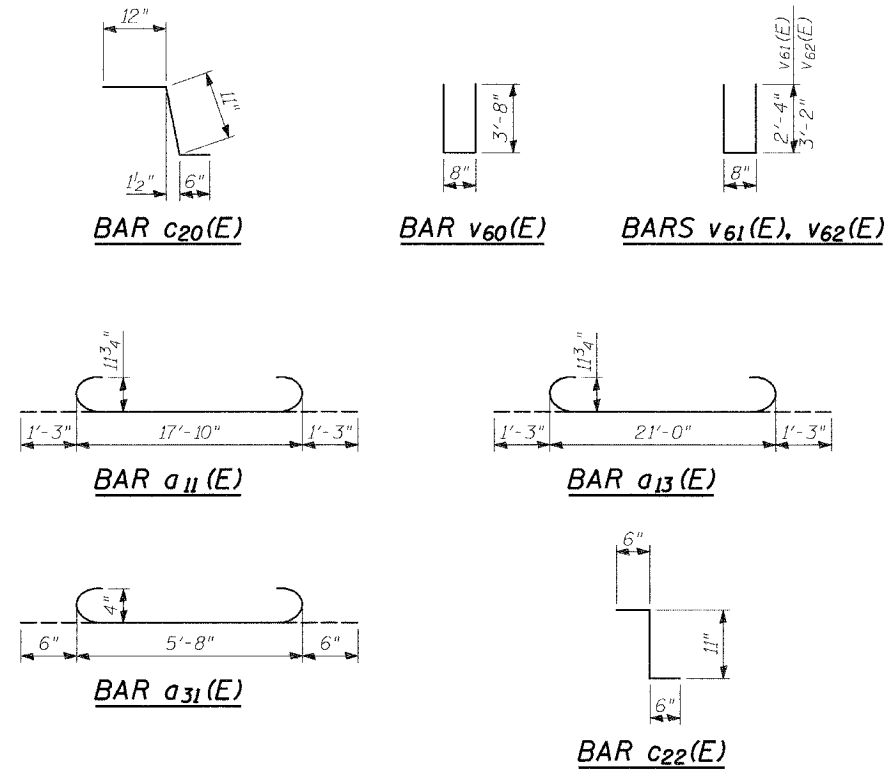 12"
11"
1½" 6"
BAR c20(E)
3'-8"
8"
BAR v60(E)
v61(E)
v62(E)
2'-4"
3'-2"
8"
BARS v61(E), v62(E)
11¾"
1'-3" 17'-10" 1'-3"
BAR a11(E)
11¾"
1'-3" 21'-0" 1'-3"
BAR a13(E)
4"
6" 5'-8" 6"
BAR a31(E)
6"
11"
6"
BAR c22(E)